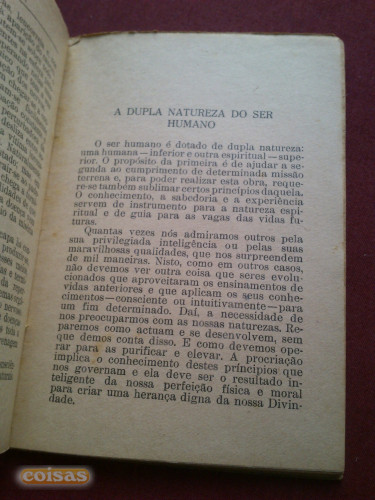 A DUPLA NATUREZA DO SER
HUMANO
O ser humano é dotado de dupla natureza:
uma humana—inferior e outra espiritual—supe-
rior. O propósito da primeira é de ajudar a se-
gunda ao cumprimento de determinada missão
terrena e, para poder realizar esta obra, reque-
re-se também sublimar certos princípios daquela.
O conhecimento, a sabedoria e a experiência
servem de instrumento para a natureza espi-
ritual e de guia para as vagas das vidas fu-
turas.
Quantas vezes nós admiramos outros pela
sua privilegiada inteligência ou pelas suas
maravilhosas qualidades, que nos surpreendem
de mil maneiras. Nisto, como em outros casos,
não devemos ver outra coisa que seres evolu-
cionados que aproveitaram os ensinamentos de
vidas anteriores e que aplicam os seus conhe-
cimentos—consciente ou intuitivamente—para
um fim determinado. Daí, a necessidade de
nos preocuparmos com as nossas naturezas. Re-
paremos como actuam e se desenvolvem, sem
que demos conta disso. E como devemos ope-
rar para as purificar e elevar. A procriação
implica o conhecimento destes princípios que
nos governam e ela deve ser o resultado in-
teligente da nossa perfeição física e moral
para criar uma herança digna da nossa Divin-
dade.
coisas